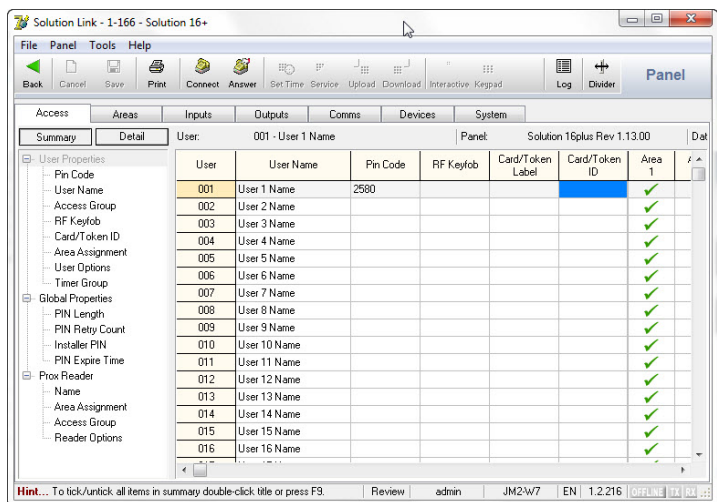 Solution Link - 1-166 - Solution 16+
File Panel Tools Help
Back Cancel Save Print Connect Answer Set Time Service Upload Download Interactive Keypad Log Divider Panel
Access Areas Inputs Outputs Comms Devices System
Summary Detail User: 001 - User 1 Name Panel: Solution 16plus Rev 1.13.00 Dat
User Properties
Pin Code
User Name
Access Group
RF Keyfob
Card/Token ID
Area Assignment
User Options
Timer Group
Global Properties
PIN Length
PIN Retry Count
Installer PIN
PIN Expire Time
Prox Reader
Name
Area Assignment
Access Group
Reader Options
User User Name Pin Code RF Keyfob Card/Token Label Card/Token ID Area 1
001 User 1 Name 2580
002 User 2 Name
003 User 3 Name
004 User 4 Name
005 User 5 Name
006 User 6 Name
007 User 7 Name
008 User 8 Name
009 User 9 Name
010 User 10 Name
011 User 11 Name
012 User 12 Name
013 User 13 Name
014 User 14 Name
015 User 15 Name
016 User 16 Name
Hint... To tick/untick all items in summary double-click title or press F9. Review admin JM2-W7 EN 1.2.216 OFFLINE TX RX